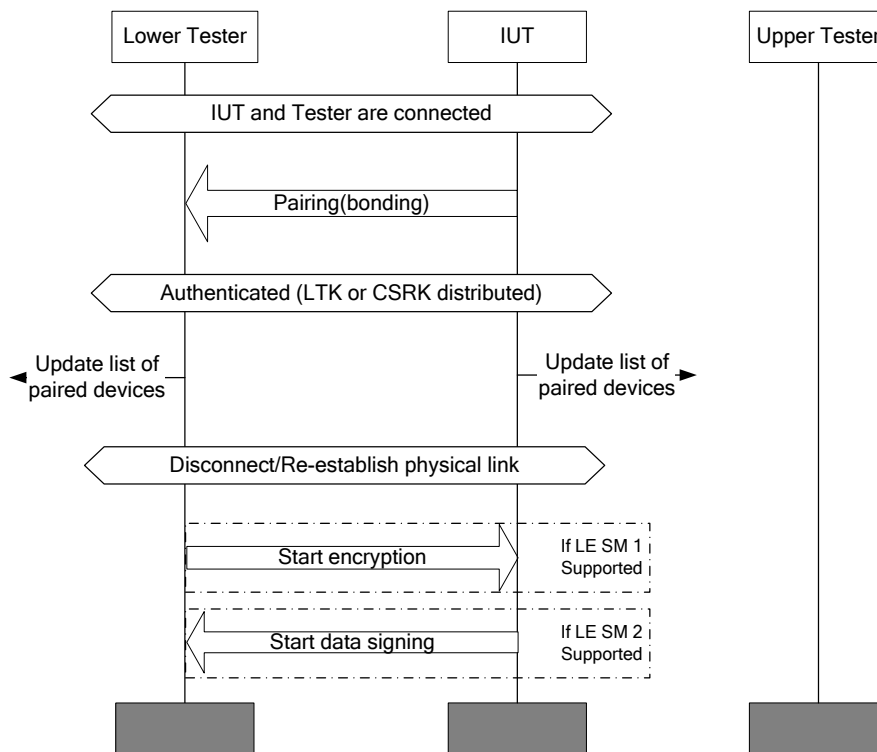 Lower Tester
IUT
Upper Tester
IUT and Tester are connected
Pairing(bonding)
Authenticated (LTK or CSRK distributed)
Update list of
paired devices
Update list of
paired devices
Disconnect/Re-establish physical link
Start encryption
If LE SM 1
Supported
Start data signing
If LE SM 2
Supported